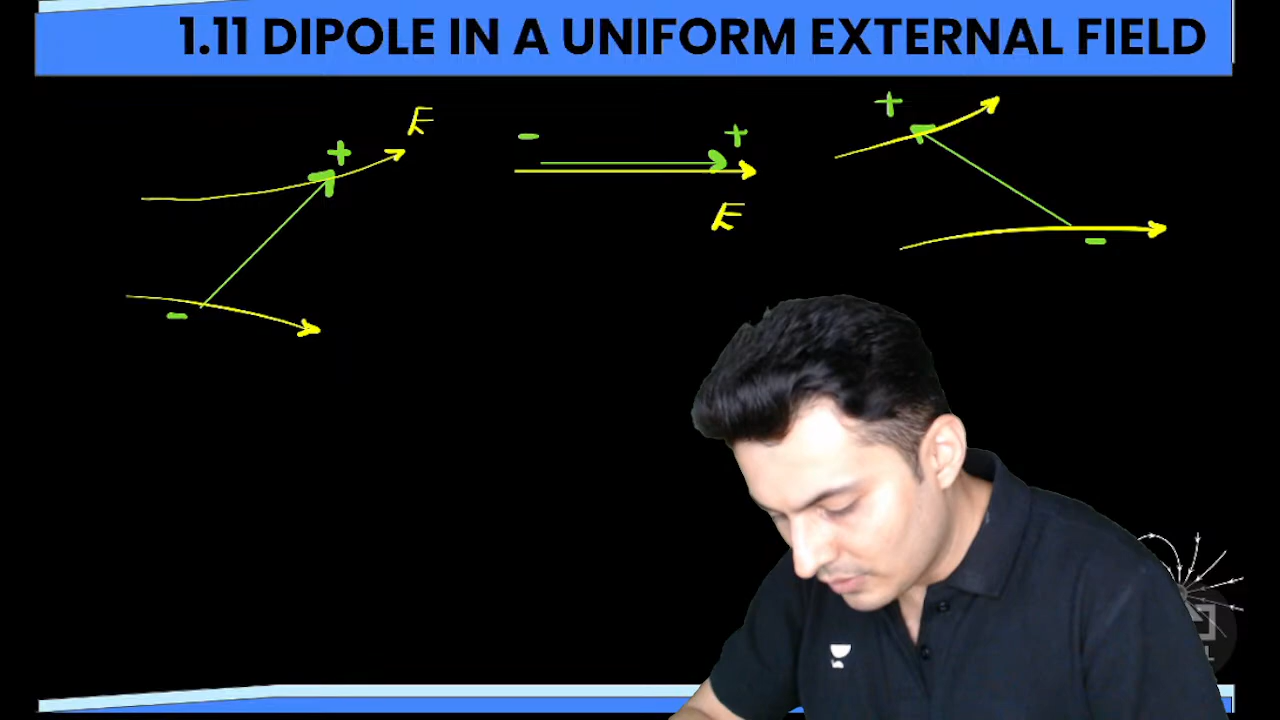 1.11 DIPOLE IN A UNIFORM EXTERNAL FIELD
+ E - + +
E
-
-